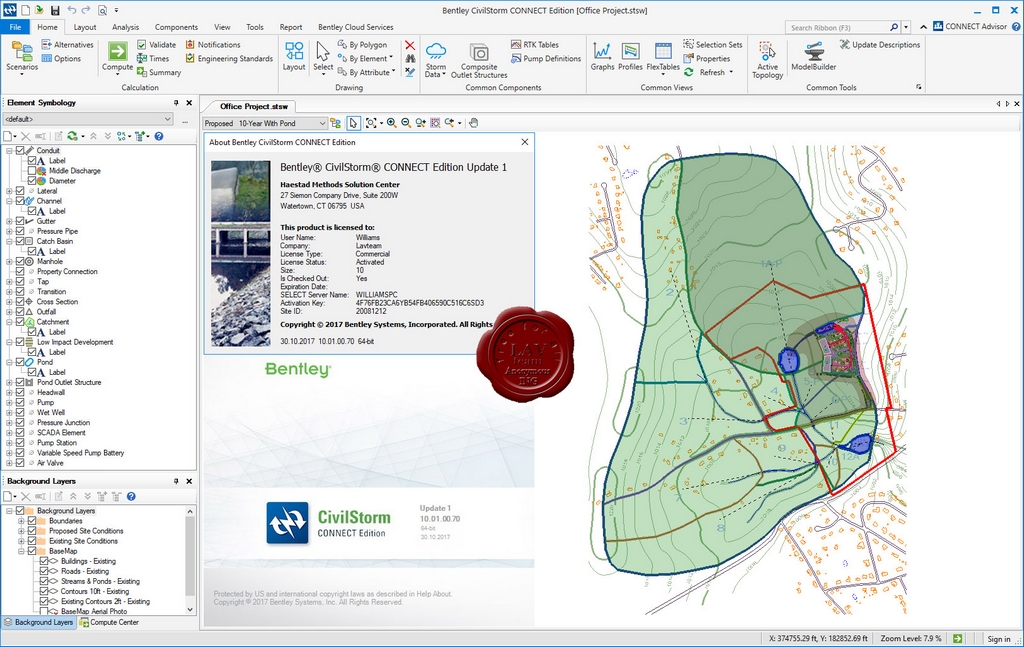 Bentley CivilStorm CONNECT Edition [Office Project.stsw]
File Home Layout Analysis Components View Tools Report Bentley Cloud Services
Search Ribbon (F3)
CONNECT Advisor
Scenarios
Alternatives
Options
Compute
Validate
Times
Summary
Notifications
Engineering Standards
Calculation
Layout
Select
By Polygon
By Element
By Attribute
Drawing
Storm Data
Composite Outlet Structures
RTK Tables
Pump Definitions
Common Components
Graphs
Profiles
FlexTables
Selection Sets
Properties
Refresh
Common Views
Active Topology
ModelBuilder
Update Descriptions
Common Tools
Element Symbology
<default>
Conduit
Label
Middle Discharge
Diameter
Lateral
Channel
Label
Gutter
Pressure Pipe
Catch Basin
Label
Manhole
Property Connection
Tap
Transition
Cross Section
Outfall
Catchment
Label
Low Impact Development
Label
Pond
Label
Pond Outlet Structure
Headwall
Pump
Wet Well
Pressure Junction
SCADA Element
Pump Station
Variable Speed Pump Battery
Air Valve
Background Layers
Background Layers
Boundaries
Proposed Site Conditions
Existing Site Conditions
BaseMap
Buildings - Existing
Roads - Existing
Streams & Ponds - Existing
Contours 10ft - Existing
Existing Contours 2ft - Existing
BaseMap Aerial Photo
Background Layers
Compute Center
Office Project.stsw
Proposed 10-Year With Pond
About Bentley CivilStorm CONNECT Edition
Bentley® CivilStorm® CONNECT Edition Update 1
Haestad Methods Solution Center
27 Siemon Company Drive, Suite 200W
Watertown, CT 06795 USA
This product is licensed to:
User Name: Williams
Company: Lavteam
License Type: Commercial
License Status: Activated
Size: 10
Is Checked Out: Yes
Expiration Date:
SELECT Server Name: WILLIAMSPC
Activation Key: 4F76FB23CA6YB54FB406590C516C6SD3
Site ID: 20081212
Copyright © 2017 Bentley Systems, Incorporated. All Rights
30.10.2017 10.01.00.70 64-bit
LAV
team
Anonymous
Bentley
CivilStorm
CONNECT Edition
Update 1
10.01.00.70
64-bit
30.10.2017
Protected by US and international copyright laws as described in Help About.
Copyright © 2017 Bentley Systems, Inc. All Rights Reserved.
X: 374755.29 ft, Y: 182852.69 ft
Zoom Level: 7.9 %
Sign in